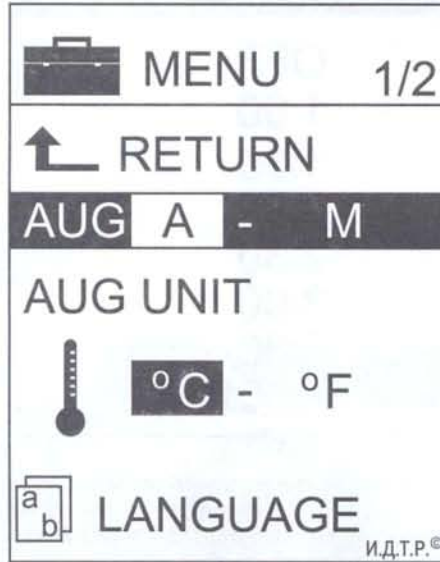 MENU 1/2
RETURN
AUG A - M
AUG UNIT
°C - °F
a
b LANGUAGE
И.Д.Т.Р.©